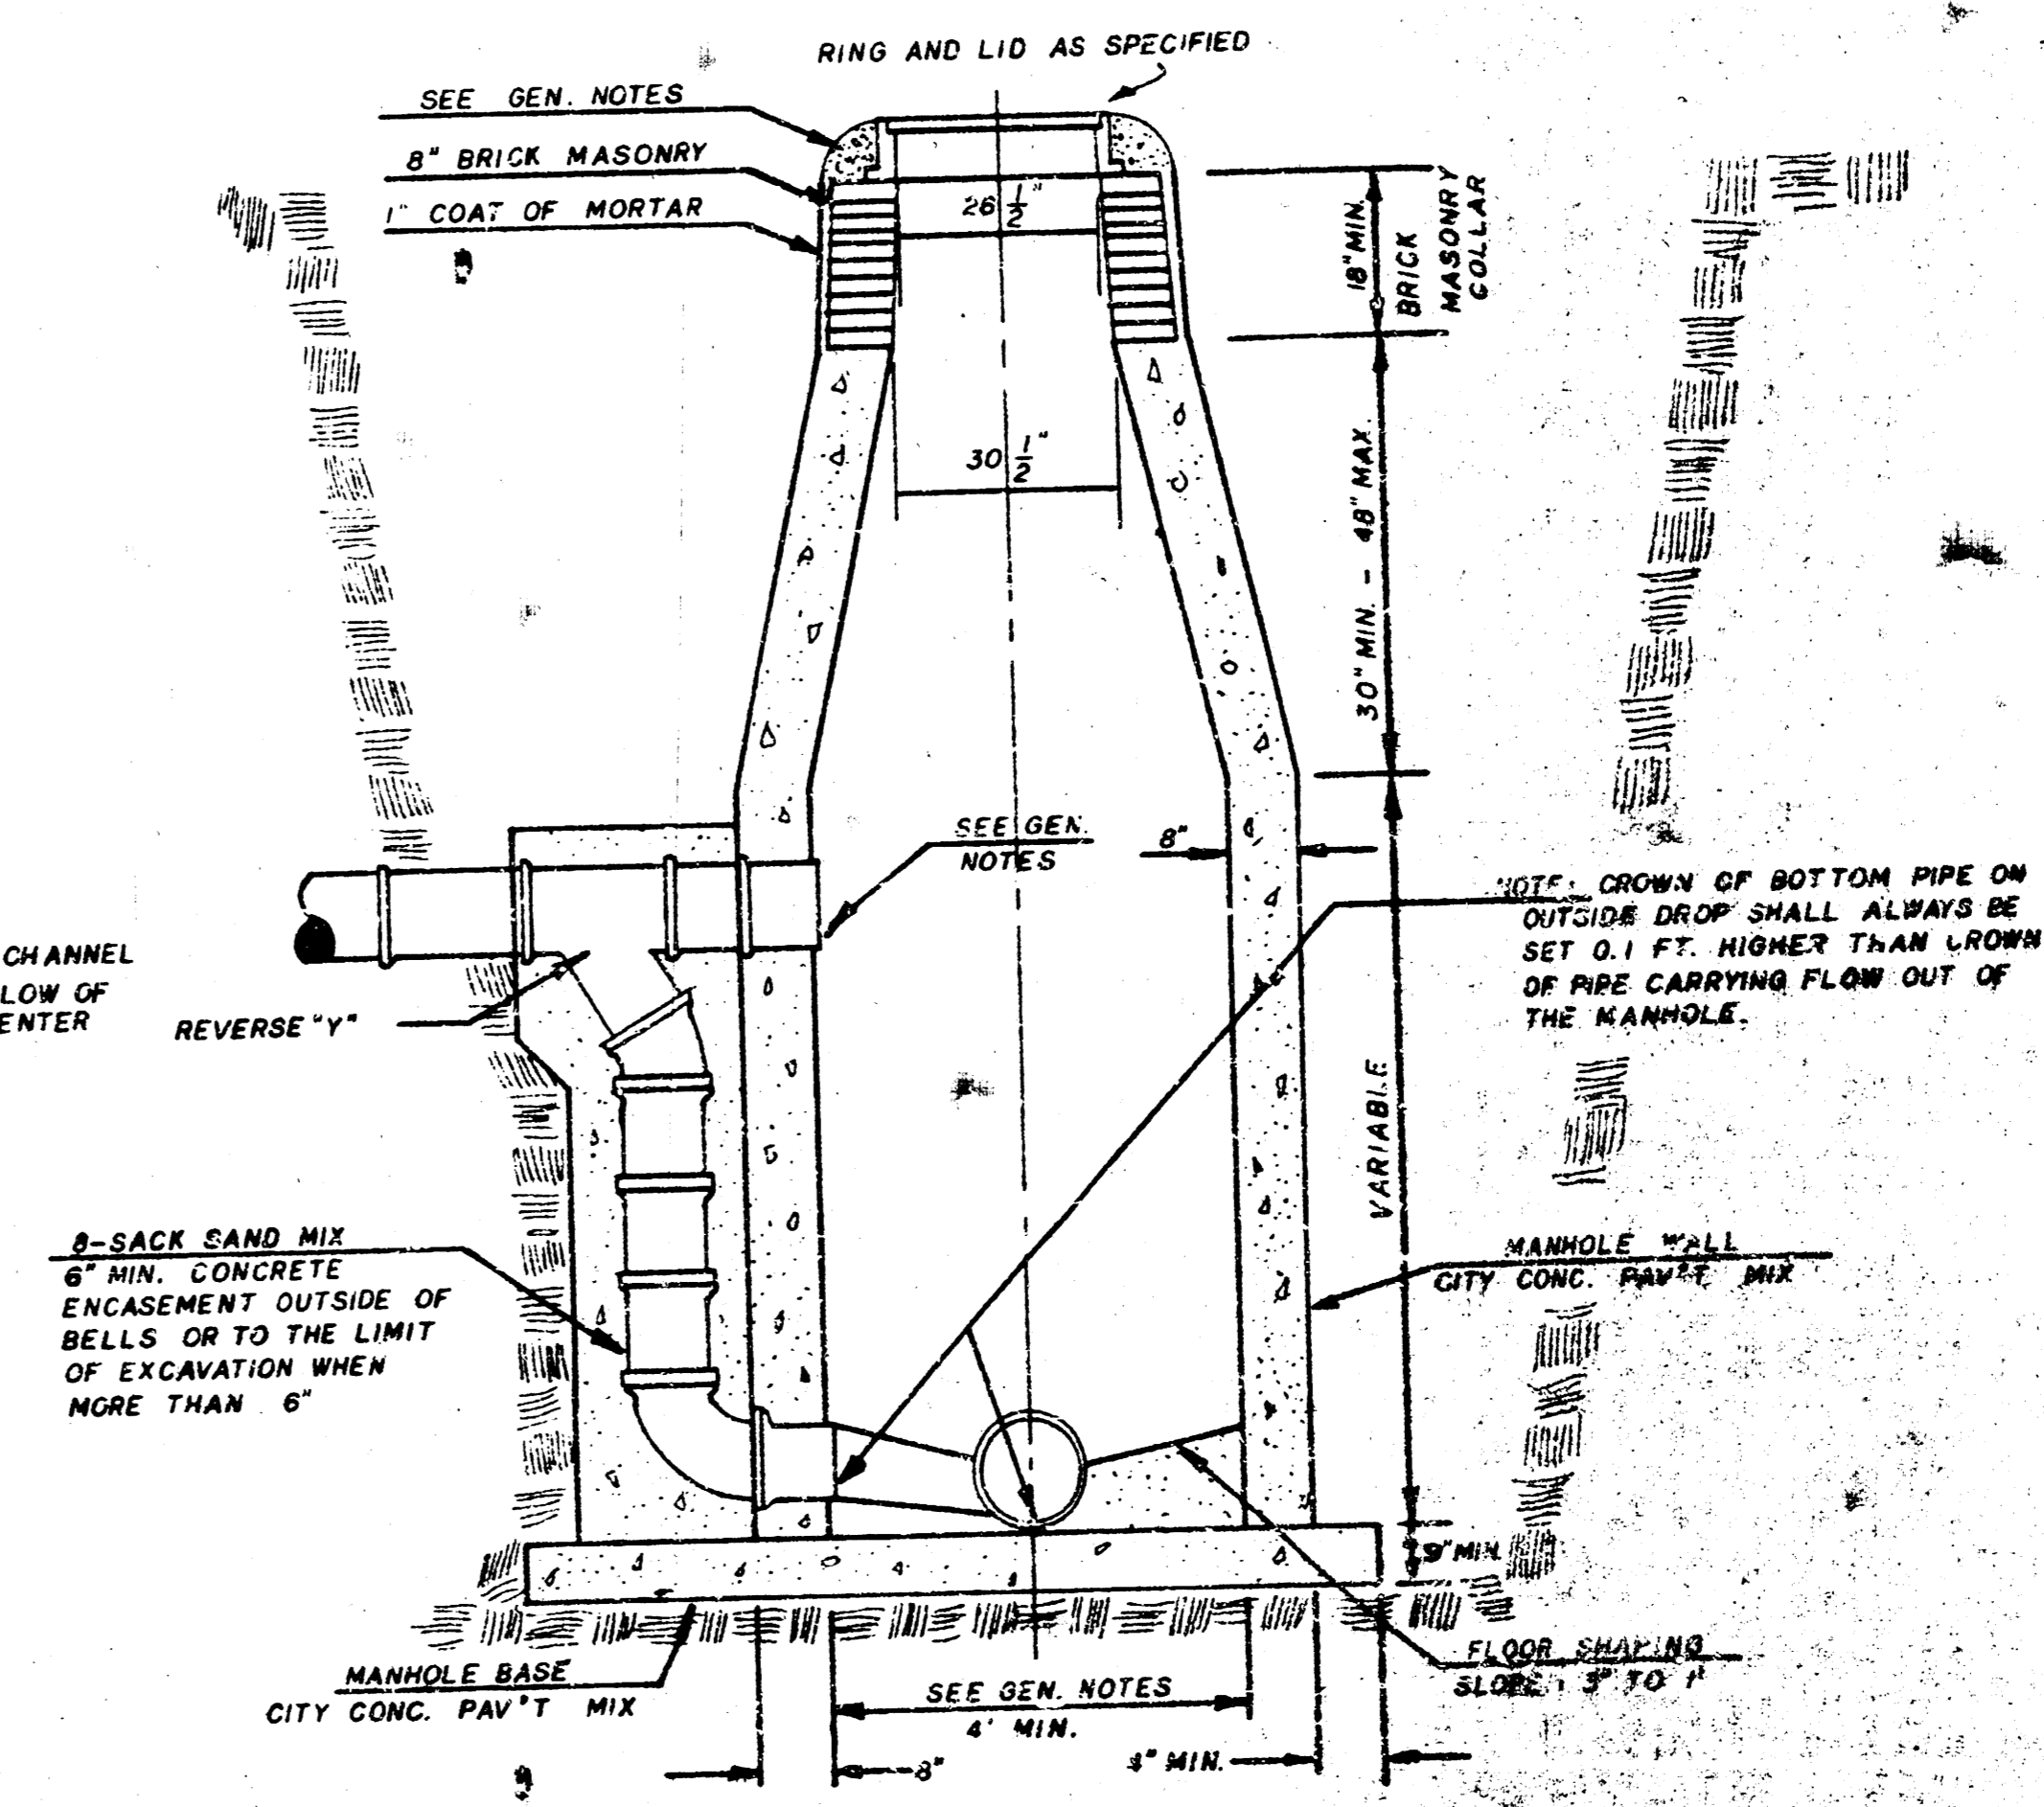 RING AND LID AS SPECIFIED
SEE GEN. NOTES
8" BRICK MASONRY
1" COAT OF MORTAR
26 1/2"
18" MIN.
BRICK
MASONRY
COLLAR
30 1/2"
30" MIN. - 48" MAX.
SEE GEN.
NOTES
8"
NOTE: CROWN OF BOTTOM PIPE ON
OUTSIDE DROP SHALL ALWAYS BE
SET 0.1 FT. HIGHER THAN CROWN
OF PIPE CARRYING FLOW OUT OF
THE MANHOLE.
CHANNEL
LOW OF
ENTER
REVERSE "Y"
VARIABLE
8-SACK SAND MIX
6" MIN. CONCRETE
ENCASEMENT OUTSIDE OF
BELLS OR TO THE LIMIT
OF EXCAVATION WHEN
MORE THAN 6"
MANHOLE WALL
CITY CONC. PAV'T MIX
9" MIN.
MANHOLE BASE
CITY CONC. PAV'T MIX
SEE GEN. NOTES
4' MIN.
FLOOR SHAPING
SLOPE: TO 1'
8"
MIN.